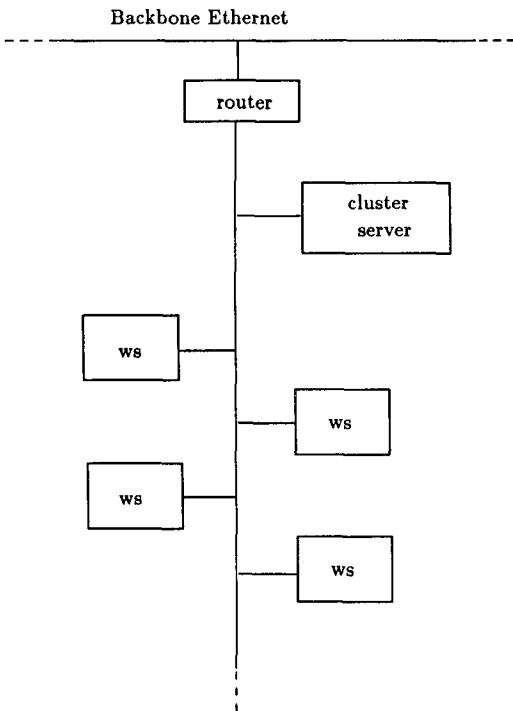 Backbone Ethernet
router
cluster
server
ws
ws
ws
ws